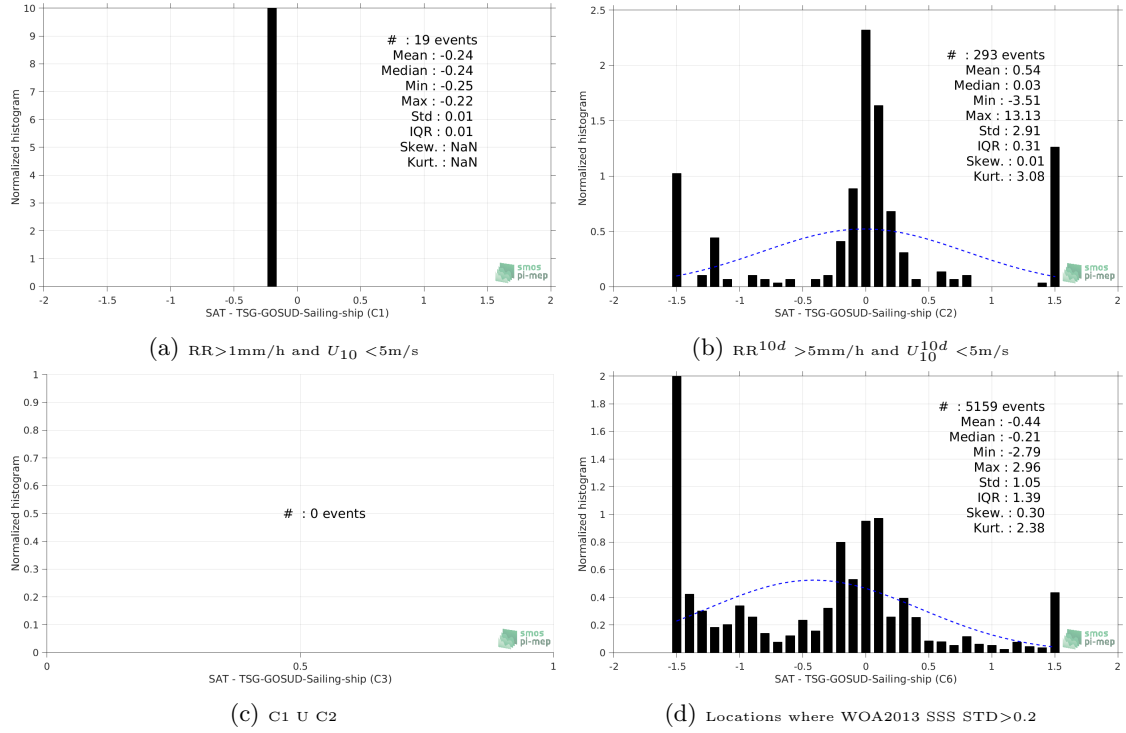 10
9
8
7
6
5
4
3
2
1
0
Normalized histogram
# : 19 events
Mean : -0.24
Median : -0.24
Min : -0.25
Max : -0.22
Std : 0.01
IQR : 0.01
Skew. : NaN
Kurt. : NaN
smos
pi-mep
-2 -1.5 -1 -0.5 0 0.5 1 1.5 2
SAT - TSG-GOSUD-Sailing-ship (C1)
(a) RR>1mm/h and U10 <5m/s
2.5
2
1.5
1
0.5
0
Normalized histogram
# : 293 events
Mean : 0.54
Median : 0.03
Min : -3.51
Max : 13.13
Std : 2.91
IQR : 0.31
Skew. : 0.01
Kurt. : 3.08
smos
pi-mep
-2 -1.5 -1 -0.5 0 0.5 1 1.5 2
SAT - TSG-GOSUD-Sailing-ship (C2)
(b) RR^10d >5mm/h and U10^10d <5m/s
1
0.9
0.8
0.7
0.6
0.5
0.4
0.3
0.2
0.1
0
Normalized histogram
# : 0 events
smos
pi-mep
0 0.5 1
SAT - TSG-GOSUD-Sailing-ship (C3)
(c) C1 U C2
2
1.8
1.6
1.4
1.2
1
0.8
0.6
0.4
0.2
0
Normalized histogram
# : 5159 events
Mean : -0.44
Median : -0.21
Min : -2.79
Max : 2.96
Std : 1.05
IQR : 1.39
Skew. : 0.30
Kurt. : 2.38
smos
pi-mep
-2 -1.5 -1 -0.5 0 0.5 1 1.5 2
SAT - TSG-GOSUD-Sailing-ship (C6)
(d) Locations where WOA2013 SSS STD>0.2